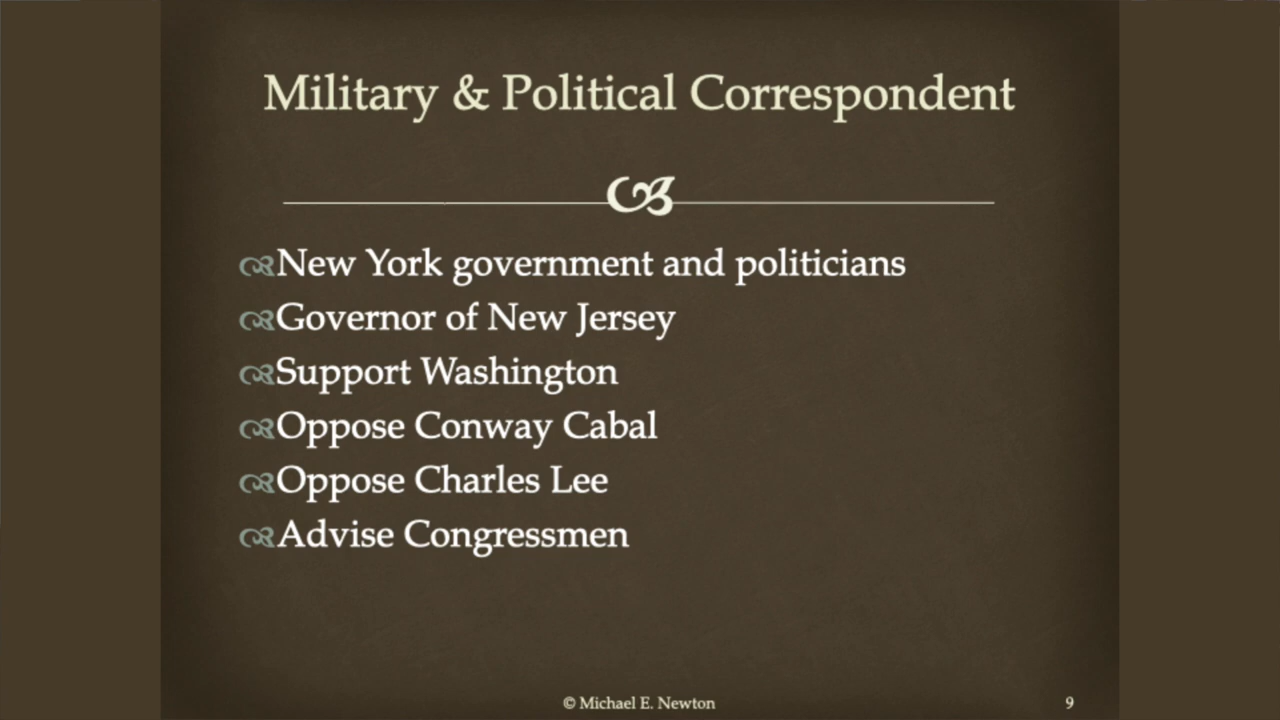 Military & Political Correspondent
New York government and politicians
Governor of New Jersey
Support Washington
Oppose Conway Cabal
Oppose Charles Lee
Advise Congressmen
© Michael E. Newton
9